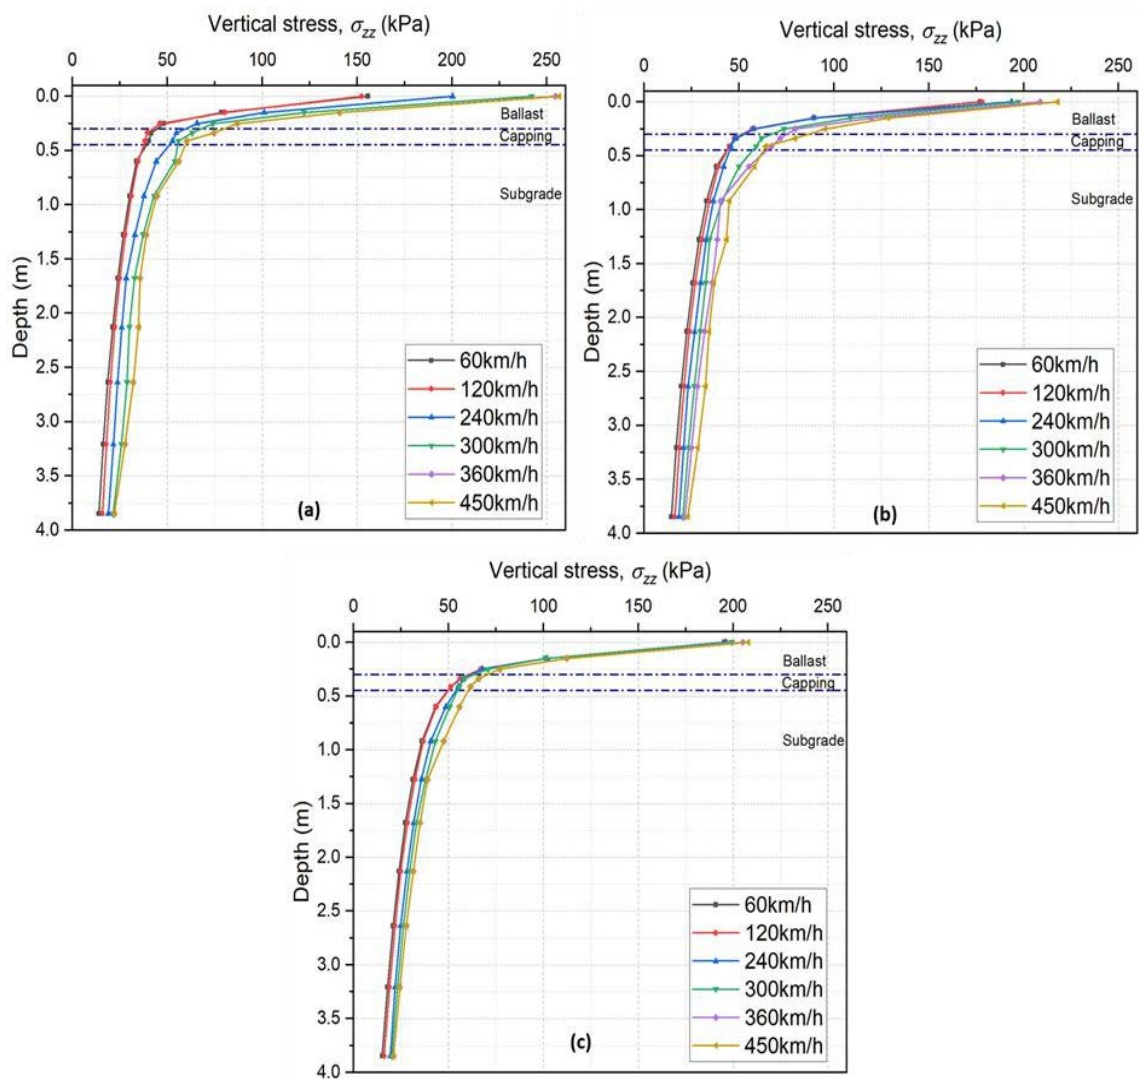 Vertical stress, σzz (kPa)
0 50 100 150 200 250
0.0
0.5
1.0
1.5
2.0
2.5
3.0
3.5
4.0
Depth (m)
Ballast
Capping
Subgrade
60km/h
120km/h
240km/h
300km/h
360km/h
450km/h
(a)
Vertical stress, σzz (kPa)
0 50 100 150 200 250
0.0
0.5
1.0
1.5
2.0
2.5
3.0
3.5
4.0
Depth (m)
Ballast
Capping
Subgrade
60km/h
120km/h
240km/h
300km/h
360km/h
450km/h
(b)
Vertical stress, σzz (kPa)
0 50 100 150 200 250
0.0
0.5
1.0
1.5
2.0
2.5
3.0
3.5
4.0
Depth (m)
Ballast
Capping
Subgrade
60km/h
120km/h
240km/h
300km/h
360km/h
450km/h
(c)